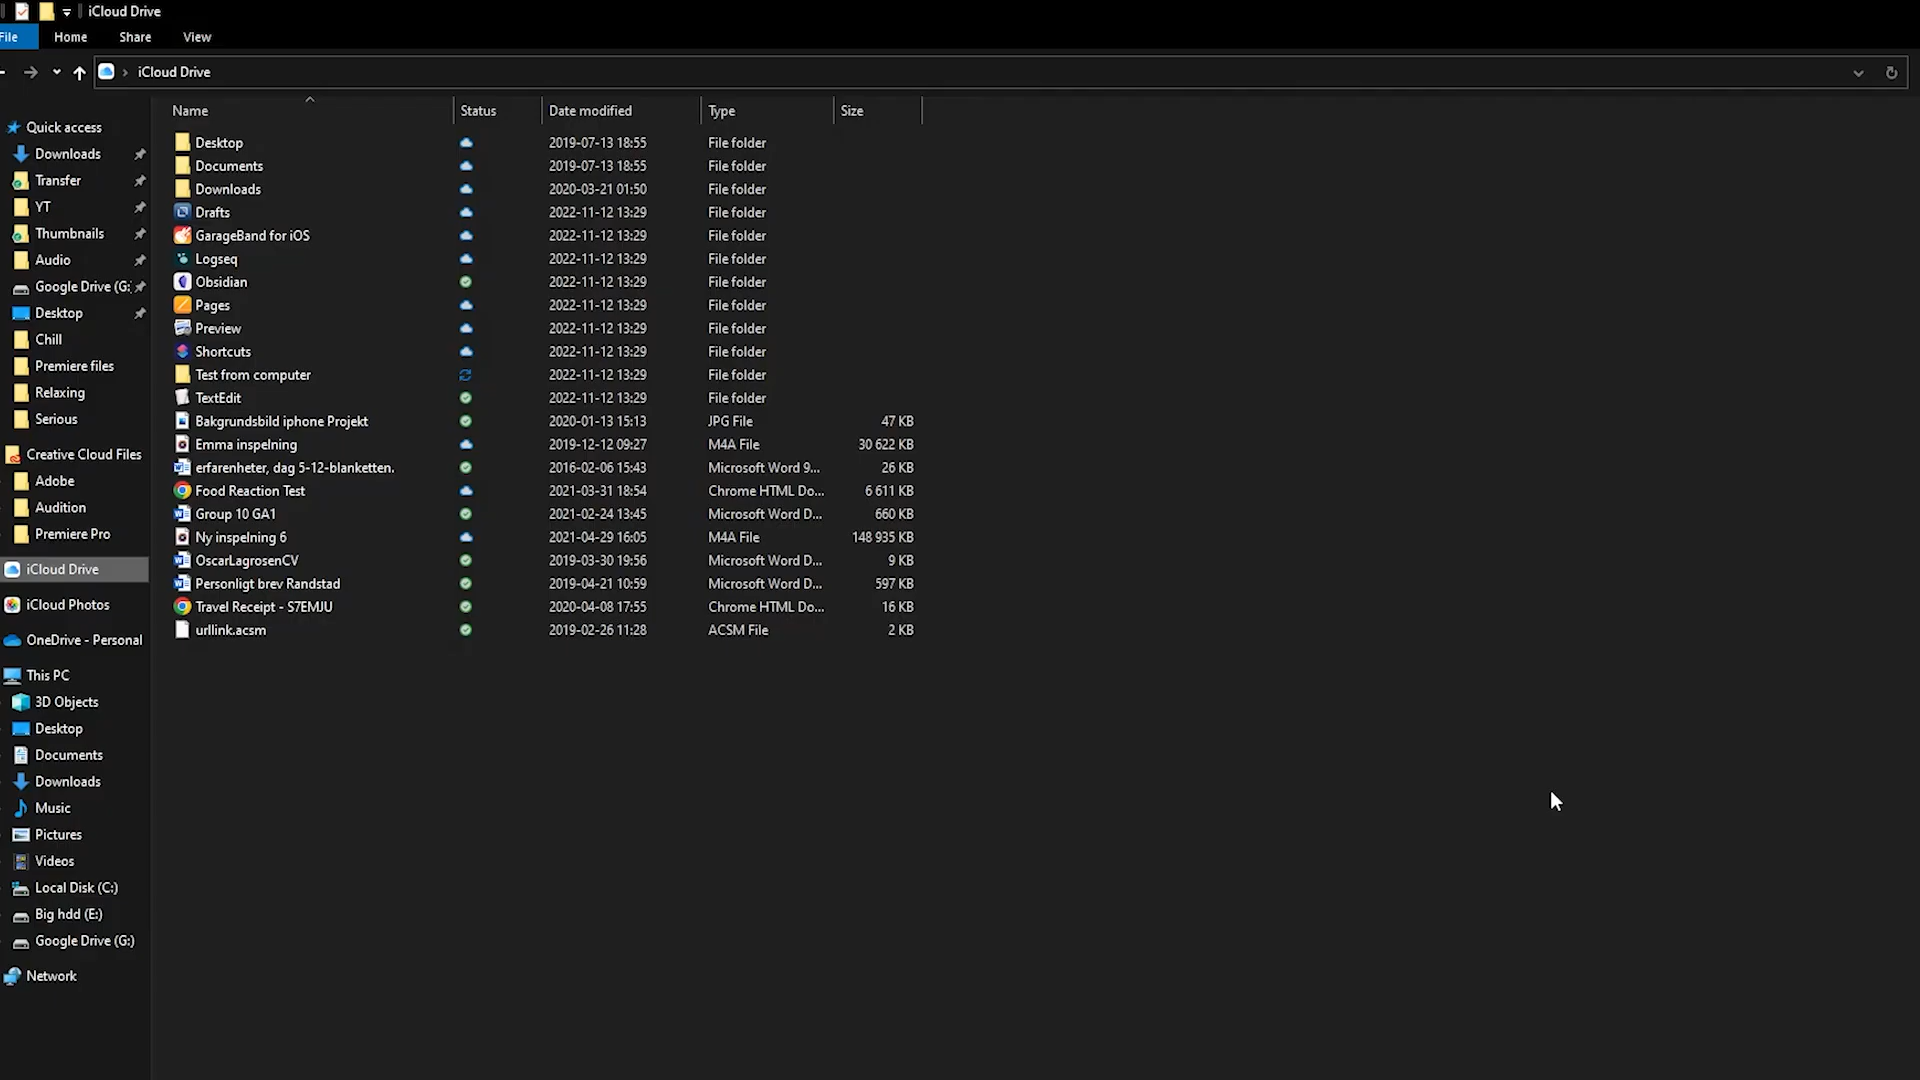 iCloud Drive
File Home Share View
iCloud Drive
Name Status Date modified Type Size
Quick access
Downloads
Transfer
YT
Thumbnails
Audio
Google Drive (G:
Desktop
Chill
Premiere files
Relaxing
Serious
Creative Cloud Files
Adobe
Audition
Premiere Pro
iCloud Drive
iCloud Photos
OneDrive - Personal
This PC
3D Objects
Desktop
Documents
Downloads
Music
Pictures
Videos
Local Disk (C:)
Big hdd (E:)
Google Drive (G:)
Network
Desktop 2019-07-13 18:55 File folder
Documents 2019-07-13 18:55 File folder
Downloads 2020-03-21 01:50 File folder
Drafts 2022-11-12 13:29 File folder
GarageBand for iOS 2022-11-12 13:29 File folder
Logseq 2022-11-12 13:29 File folder
Obsidian 2022-11-12 13:29 File folder
Pages 2022-11-12 13:29 File folder
Preview 2022-11-12 13:29 File folder
Shortcuts 2022-11-12 13:29 File folder
Test from computer 2022-11-12 13:29 File folder
TextEdit 2022-11-12 13:29 File folder
Bakgrundsbild iphone Projekt 2020-01-13 15:13 JPG File 47 KB
Emma inspelning 2019-12-12 09:27 M4A File 30 622 KB
erfarenheter, dag 5-12-blanketten. 2016-02-06 15:43 Microsoft Word 9... 26 KB
Food Reaction Test 2021-03-31 18:54 Chrome HTML Do... 6 611 KB
Group 10 GA1 2021-02-24 13:45 Microsoft Word D... 660 KB
Ny inspelning 6 2021-04-29 16:05 M4A File 148 935 KB
OscarLagrosenCV 2019-03-30 19:56 Microsoft Word D... 9 KB
Personligt brev Randstad 2019-04-21 10:59 Microsoft Word D... 597 KB
Travel Receipt - S7EMJU 2020-04-08 17:55 Chrome HTML Do... 16 KB
urllink.acsm 2019-02-26 11:28 ACSM File 2 KB